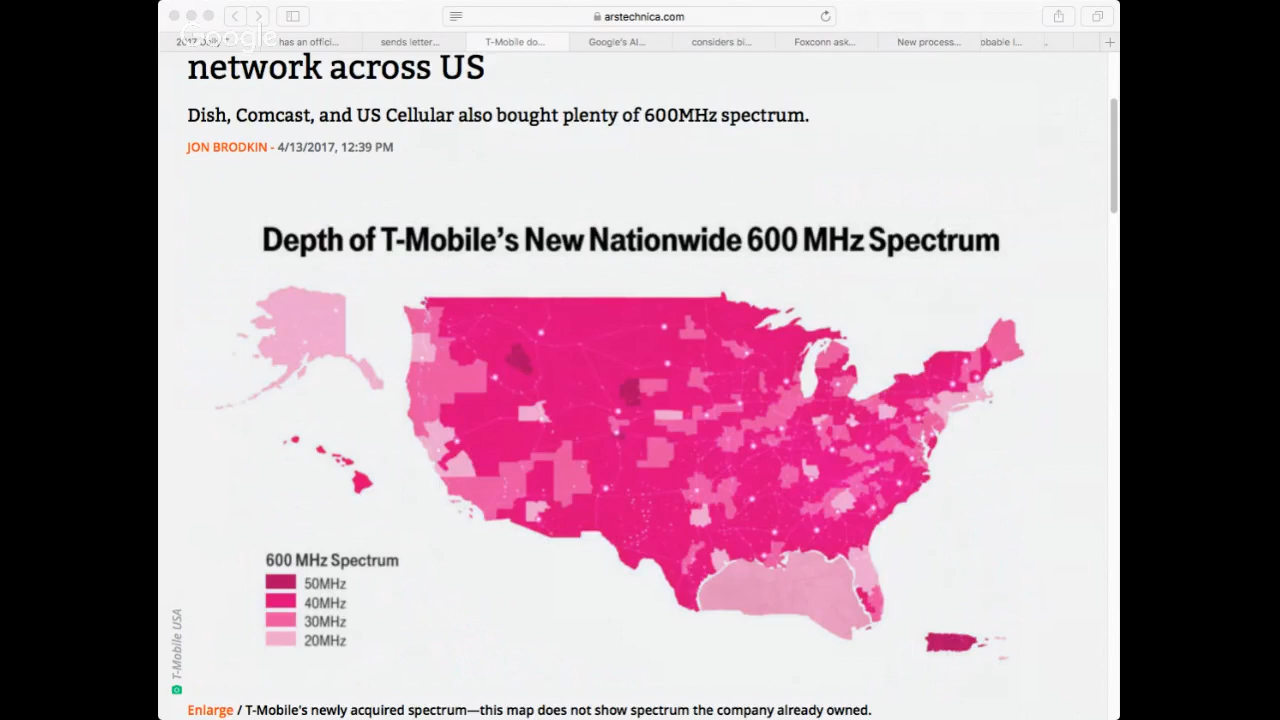 arstechnica.com
Google
has an offici...
sends letter...
T-Mobile do...
Google's AI...
considers bi...
Foxconn ask...
New process...
obable l...
network across US
Dish, Comcast, and US Cellular also bought plenty of 600MHz spectrum.
JON BRODKIN - 4/13/2017, 12:39 PM
Depth of T-Mobile's New Nationwide 600 MHz Spectrum
600 MHz Spectrum
50MHz
40MHz
30MHz
20MHz
T-Mobile USA
Enlarge / T-Mobile's newly acquired spectrum—this map does not show spectrum the company already owned.